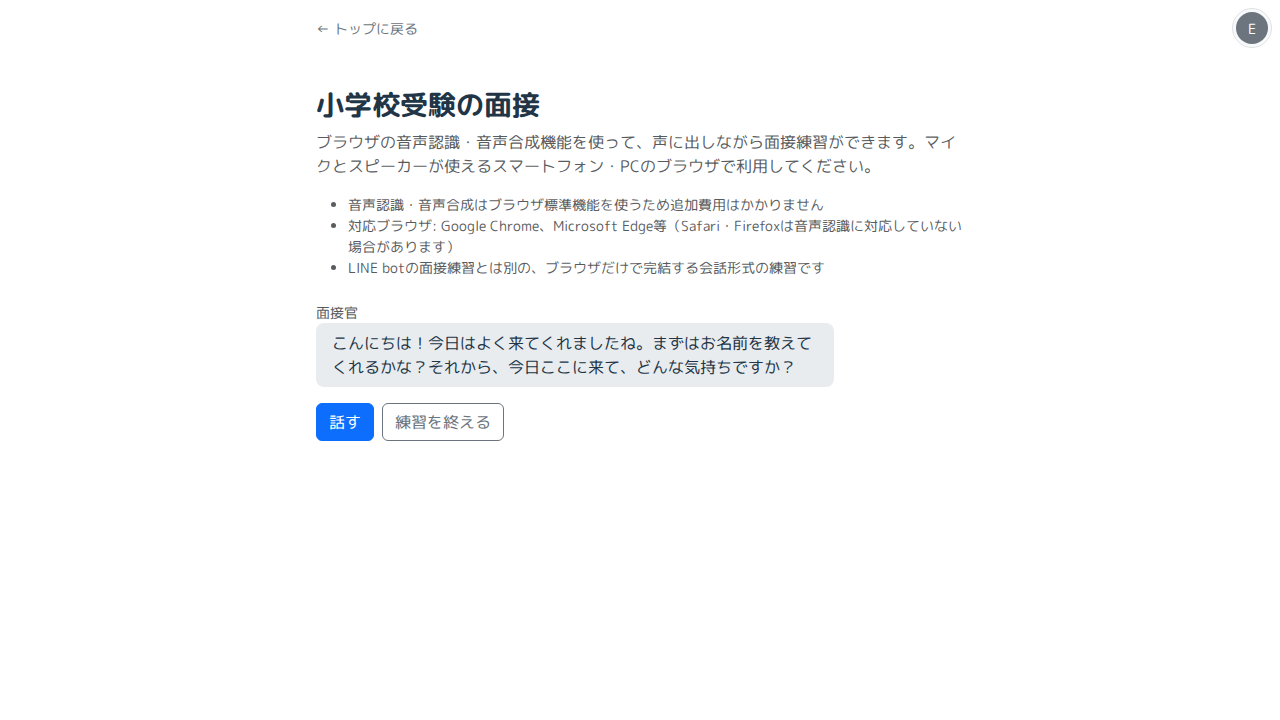 ← トップに戻る
E
小学校受験の面接
ブラウザの音声認識・音声合成機能を使って、声に出しながら面接練習ができます。マイ
クとスピーカーが使えるスマートフォン・PCのブラウザで利用してください。
• 音声認識・音声合成はブラウザ標準機能を使うため追加費用はかかりません
• 対応ブラウザ: Google Chrome、Microsoft Edge等（Safari・Firefoxは音声認識に対応していない
場合があります）
• LINE botの面接練習とは別の、ブラウザだけで完結する会話形式の練習です
面接官
こんにちは！今日はよく来てくれましたね。まずはお名前を教えて
くれるかな？それから、今日ここに来て、どんな気持ちですか？
話す
練習を終える